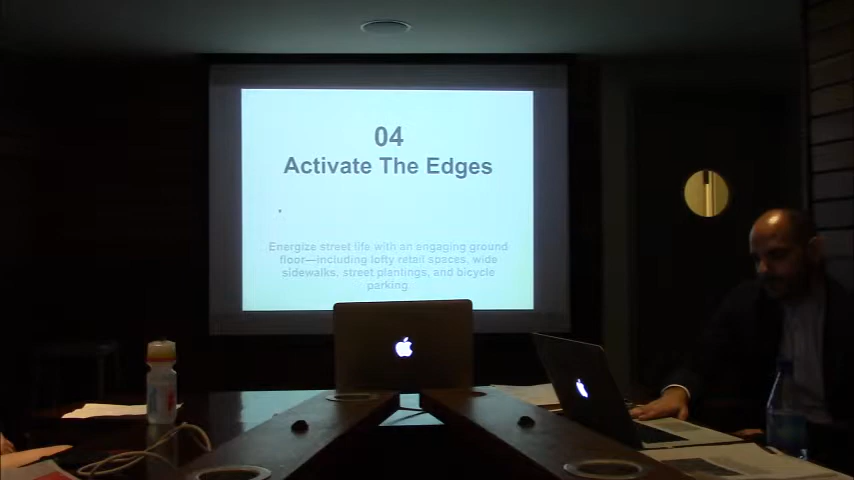 04
Activate The Edges
Energize street life with an engaging ground
floor—including lofty retail spaces, wide
sidewalks, street plantings, and bicycle
parking.